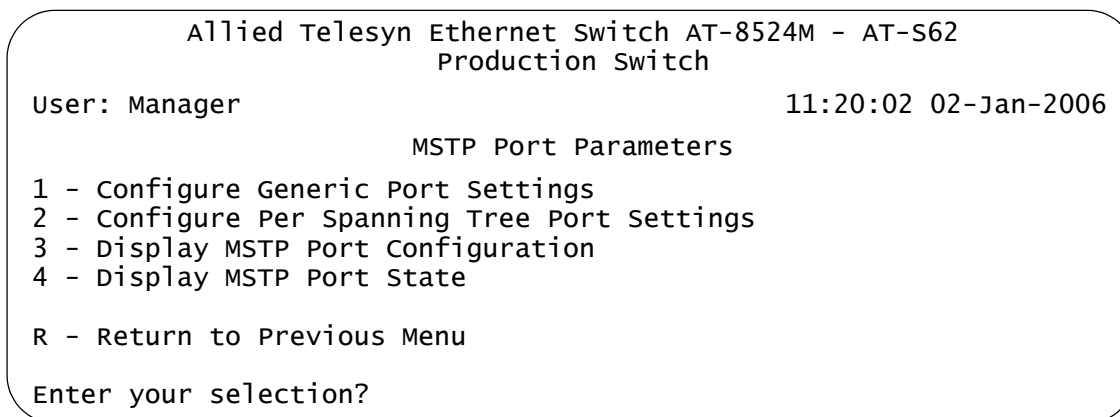 Allied Telesyn Ethernet Switch AT-8524M - AT-S62
Production Switch
User: Manager 11:20:02 02-Jan-2006
MSTP Port Parameters
1 - Configure Generic Port Settings
2 - Configure Per Spanning Tree Port Settings
3 - Display MSTP Port Configuration
4 - Display MSTP Port State
R - Return to Previous Menu
Enter your selection?